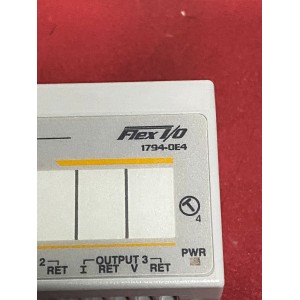 Flex I/O
1794-OE4
4
PWR
2 OUTPUT 3
RET I RET V RET